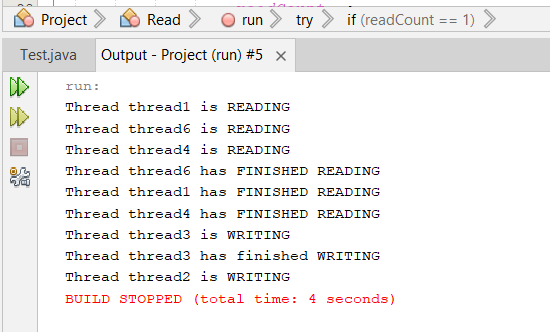 Project Read run try if (readCount == 1)
Test.java Output - Project (run) #5
run:
Thread thread1 is READING
Thread thread6 is READING
Thread thread4 is READING
Thread thread6 has FINISHED READING
Thread thread1 has FINISHED READING
Thread thread4 has FINISHED READING
Thread thread3 is WRITING
Thread thread3 has finished WRITING
Thread thread2 is WRITING
BUILD STOPPED (total time: 4 seconds)